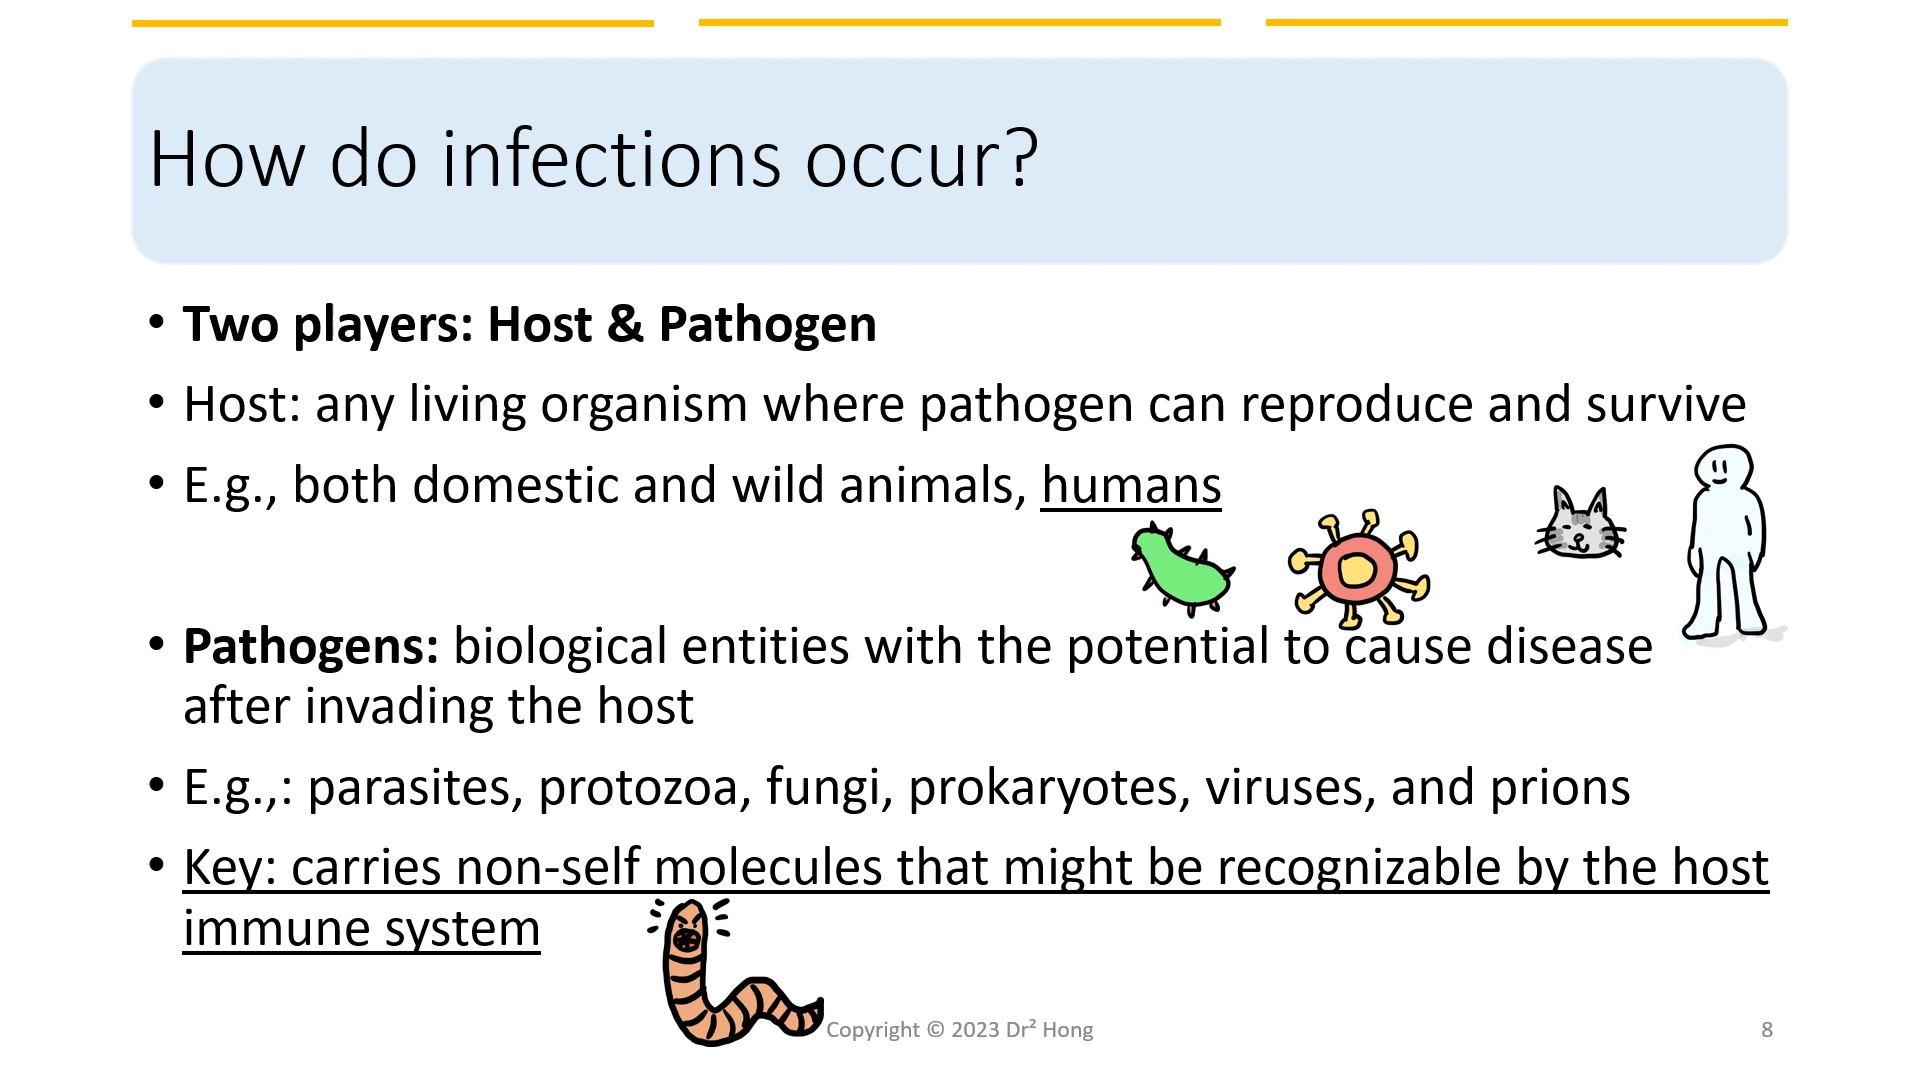 How do infections occur?
• Two players: Host & Pathogen
• Host: any living organism where pathogen can reproduce and survive
• E.g., both domestic and wild animals, humans
• Pathogens: biological entities with the potential to cause disease
after invading the host
• E.g.,: parasites, protozoa, fungi, prokaryotes, viruses, and prions
• Key: carries non-self molecules that might be recognizable by the host
immune system
Copyright © 2023 Dr² Hong
8